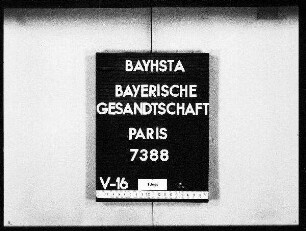 BAYHSTA
BAYERISCHE
GESANDTSCHAFT
PARIS
7388
V-16